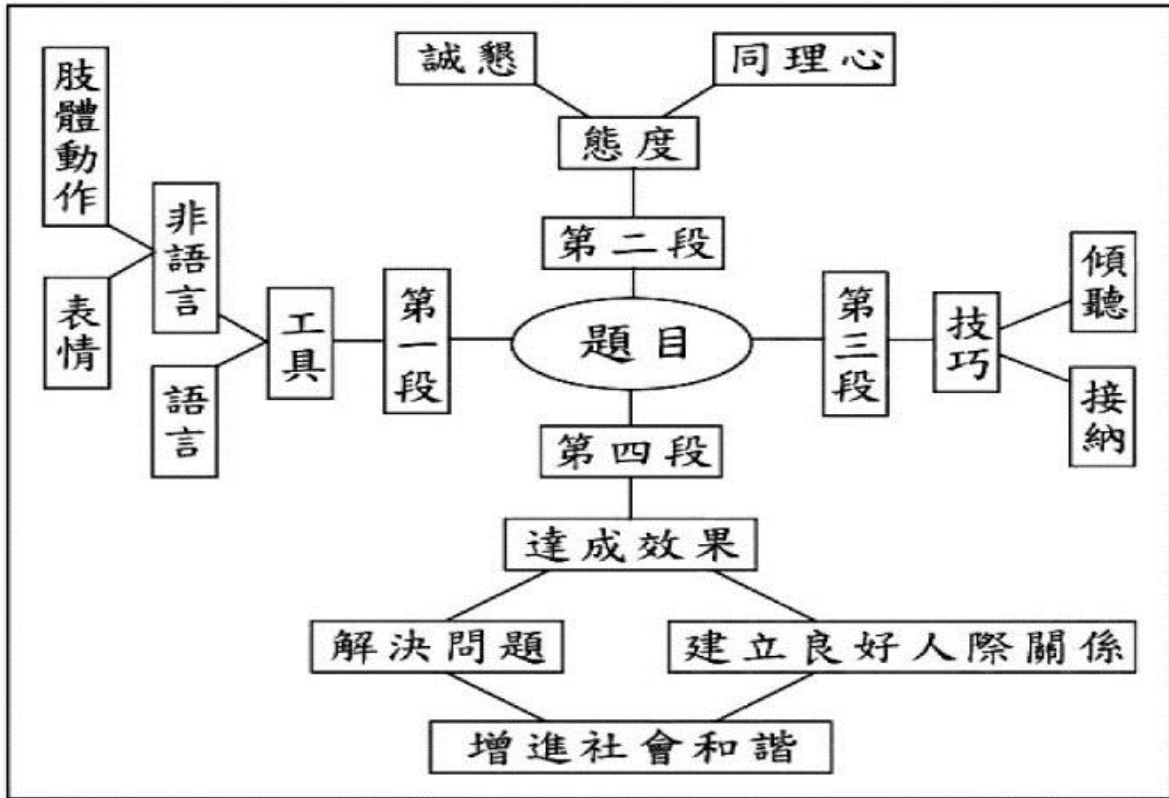 題目
第一段
工具
非語言
肢體動作
表情
語言
第二段
態度
誠懇
同理心
第三段
技巧
傾聽
接納
第四段
達成效果
解決問題
建立良好人際關係
增進社會和諧